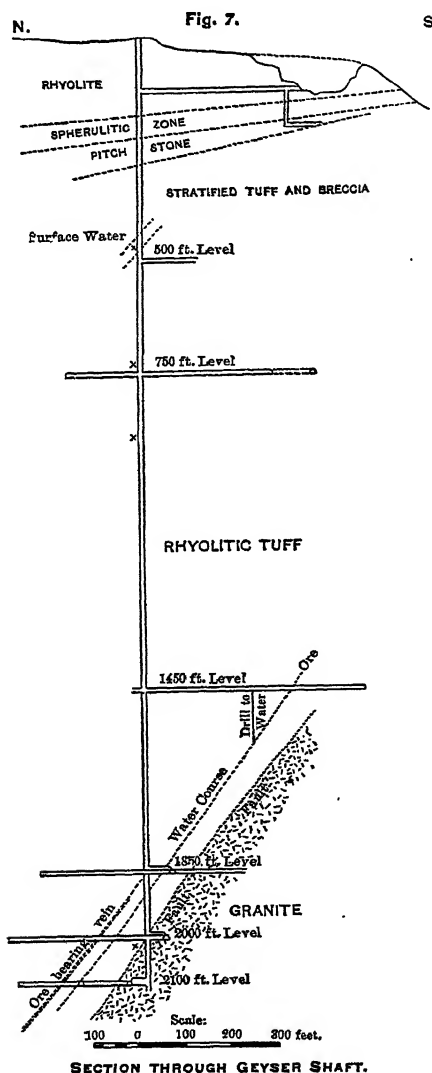 N.
Fig. 7.
S
RHYOLITE
SPHERULITIC ZONE
PITCH STONE
STRATIFIED TUFF AND BRECCIA
Surface Water
500 ft. Level
750 ft. Level
RHYOLITIC TUFF
1450 ft. Level
Ore
Drill to
Water
Water Course
Fault
1850 ft. Level
Ore bearing vein
Fault
GRANITE
2000 ft. Level
2100 ft. Level
Scale:
100 0 100 200 300 feet.
SECTION THROUGH GEYSER SHAFT.